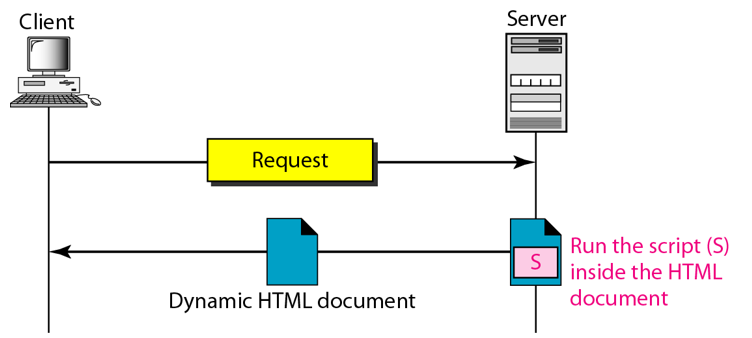 Client
Server
Request
S
Run the script (S)
inside the HTML
document
Dynamic HTML document